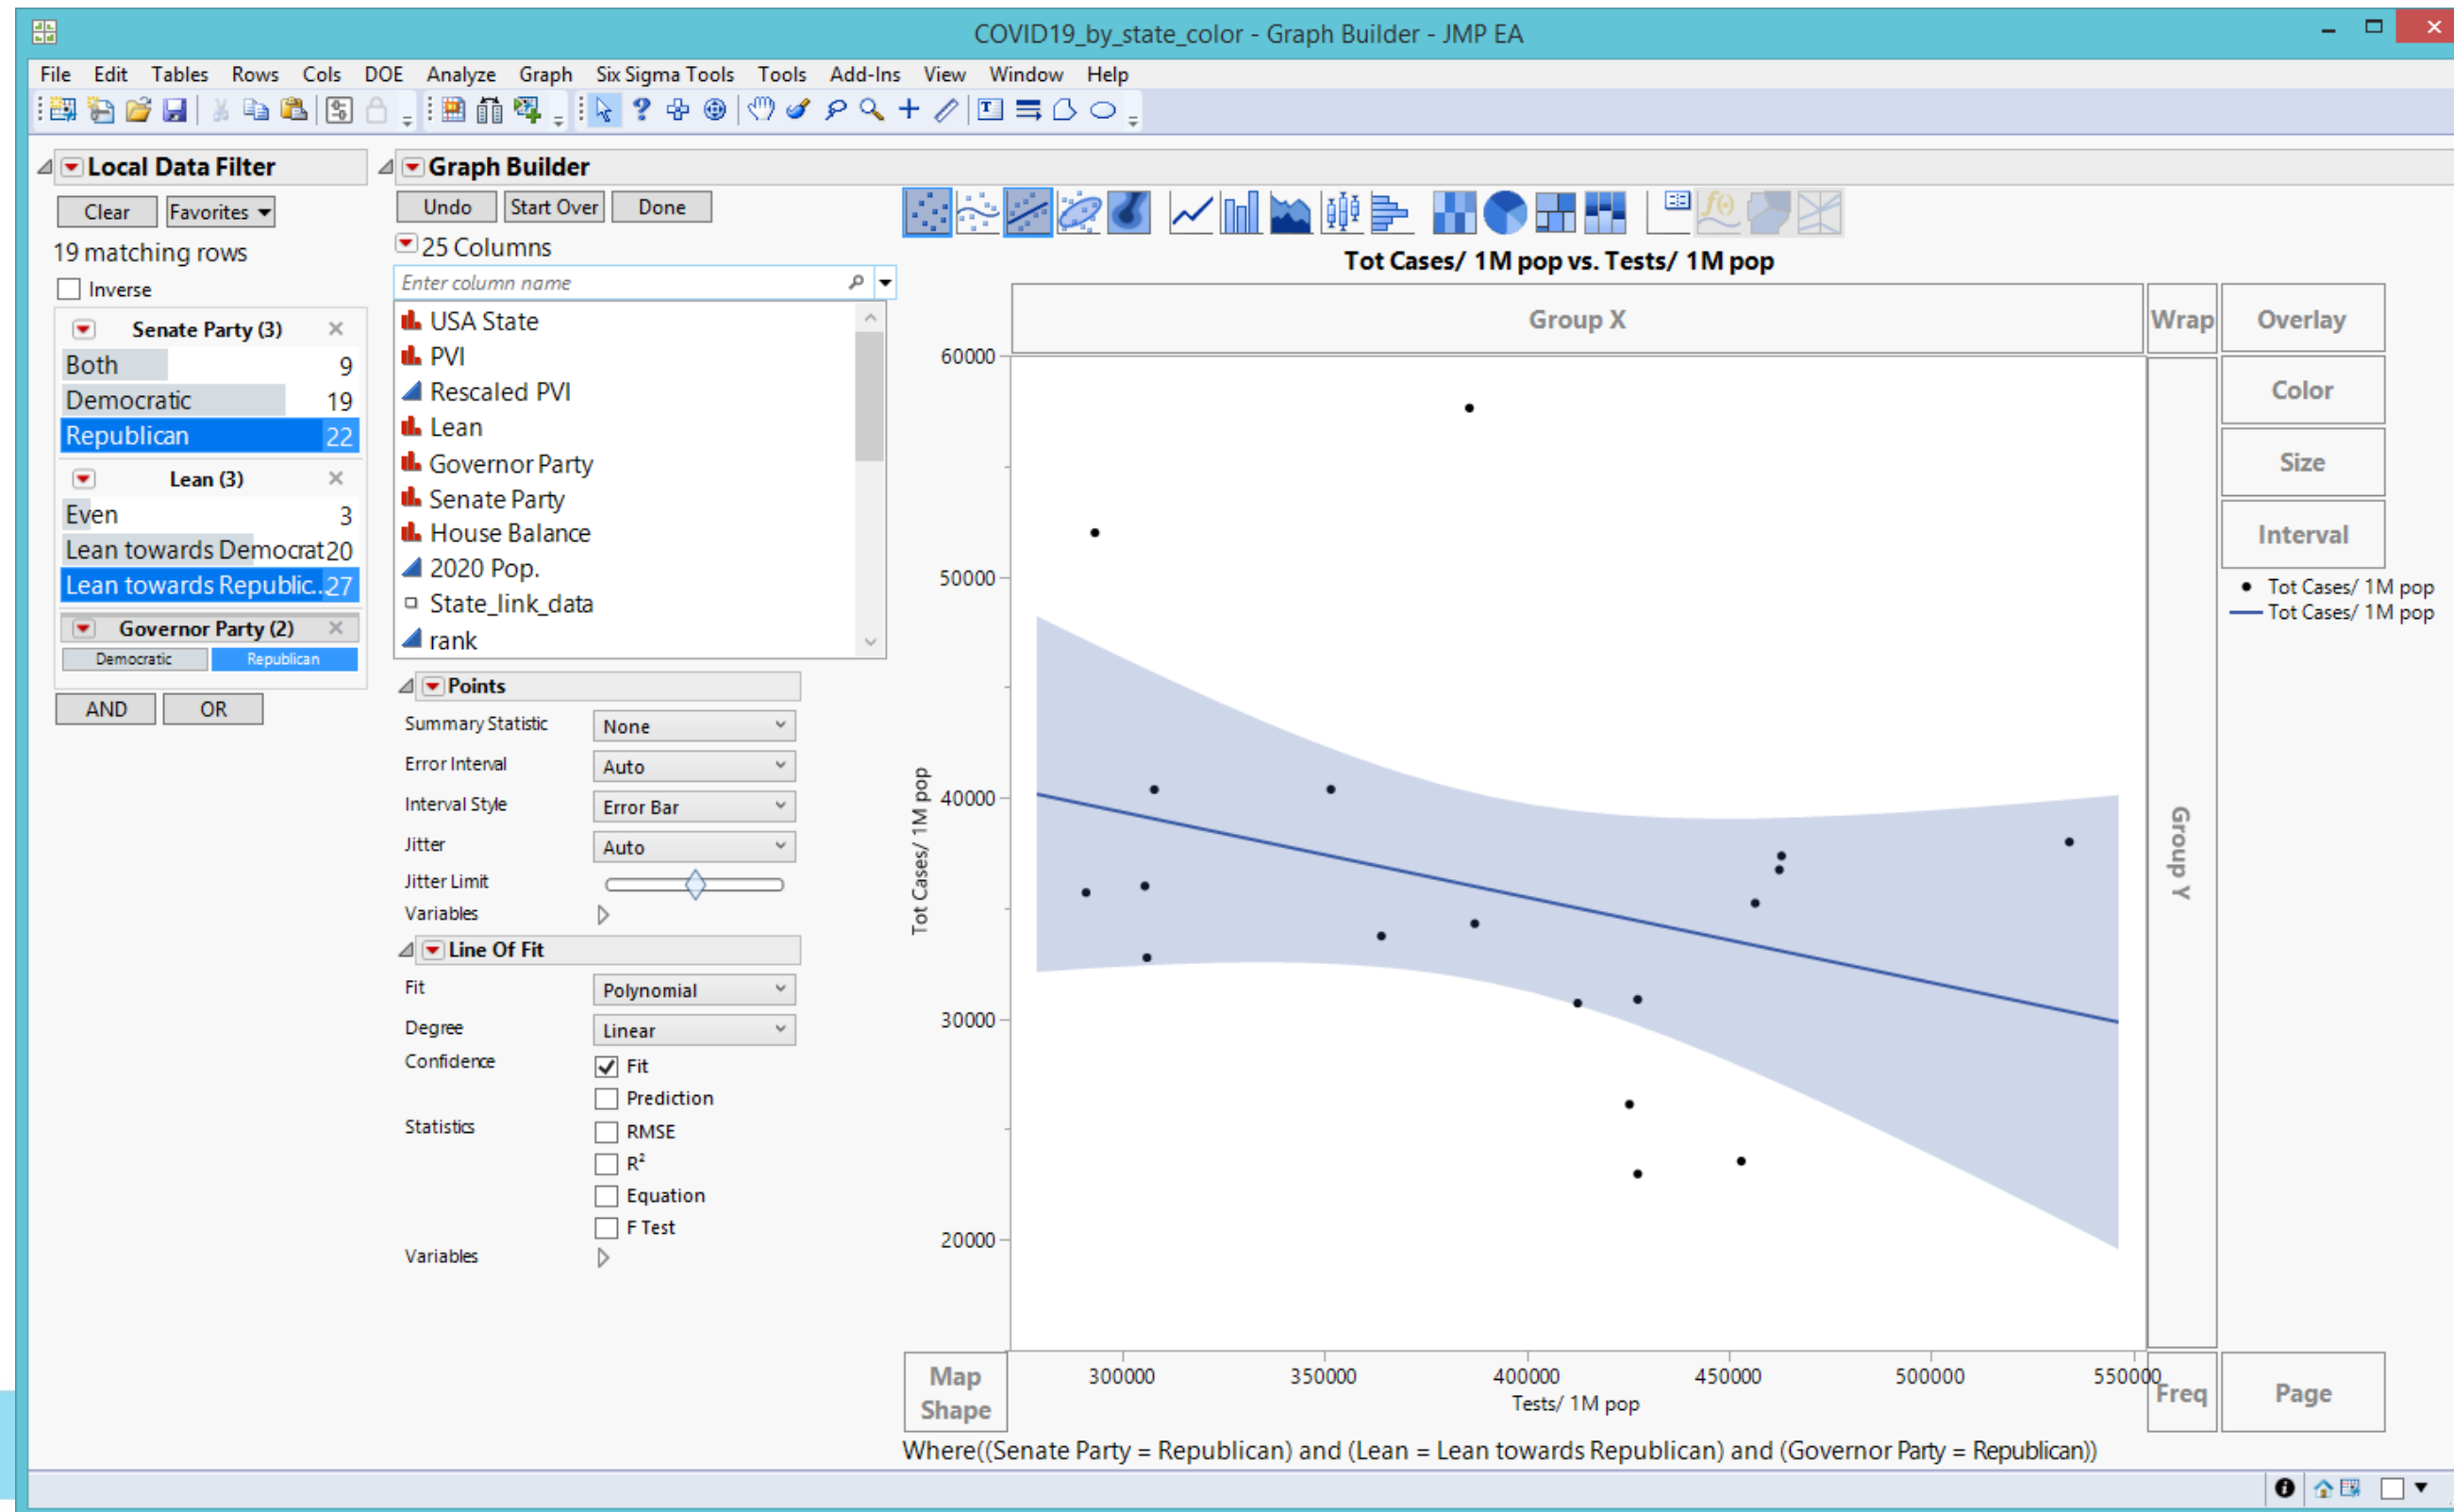 COVID19_by_state_color - Graph Builder - JMP EA
File Edit Tables Rows Cols DOE Analyze Graph Six Sigma Tools Tools Add-Ins View Window Help
Local Data Filter
Clear Favorites
19 matching rows
Inverse
Senate Party (3)
Both 9
Democratic 19
Republican 22
Lean (3)
Even 3
Lean towards Democrat 20
Lean towards Republic... 27
Governor Party (2)
Democratic Republican
AND OR
Graph Builder
Undo Start Over Done
25 Columns
Enter column name
USA State
PVI
Rescaled PVI
Lean
Governor Party
Senate Party
House Balance
2020 Pop.
State_link_data
rank
Points
Summary Statistic None
Error Interval Auto
Interval Style Error Bar
Jitter Auto
Jitter Limit
Variables
Line Of Fit
Fit Polynomial
Degree Linear
Confidence Fit
Prediction
Statistics RMSE
R²
Equation
F Test
Variables
Tot Cases/ 1M pop vs. Tests/ 1M pop
Group X
Wrap
Overlay
Color
Size
Interval
Tot Cases/ 1M pop
Tot Cases/ 1M pop
Group Y
60000
50000
40000
30000
20000
Tot Cases/ 1M pop
300000 350000 400000 450000 500000 550000
Tests/ 1M pop
Map
Shape
Freq
Page
Where((Senate Party = Republican) and (Lean = Lean towards Republican) and (Governor Party = Republican))